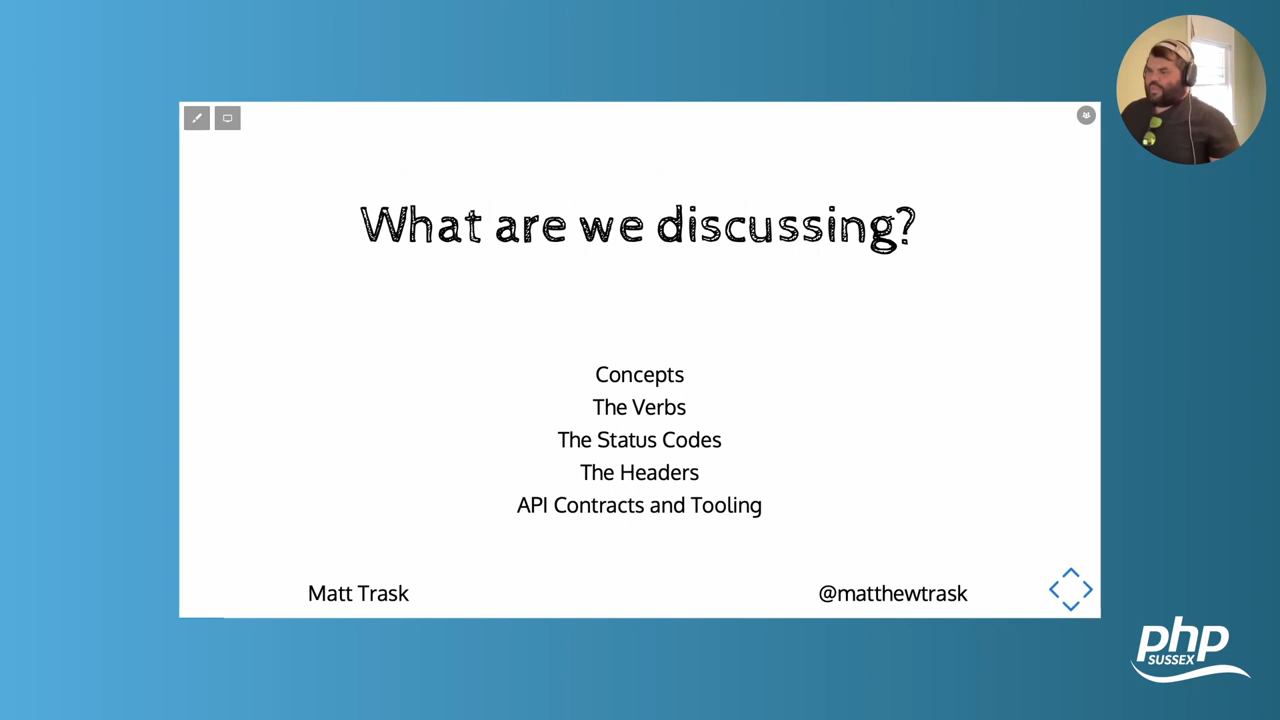 What are we discussing?
Concepts
The Verbs
The Status Codes
The Headers
API Contracts and Tooling
Matt Trask
@matthewtrask
php
SUSSEX